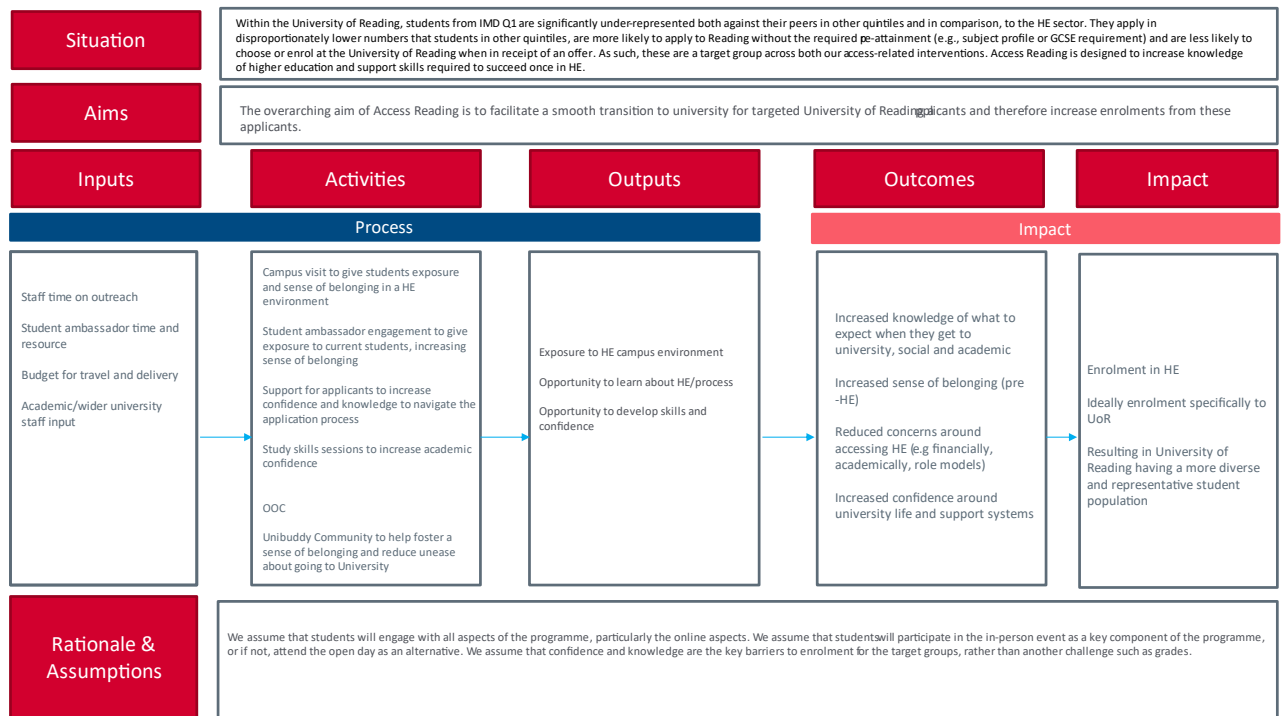 Situation
Within the University of Reading, students from IMD Q1 are significantly under-represented both against their peers in other quintiles and in comparison, to the HE sector. They apply in
disproportionately lower numbers that students in other quintiles, are more likely to apply to Reading without the required pe-attainment (e.g., subject profile or GCSE requirement) and are less likely to
choose or enrol at the University of Reading when in receipt of an offer. As such, these are a target group across both our access-related interventions. Access Reading is designed to increase knowledge
of higher education and support skills required to succeed once in HE.
Aims
The overarching aim of Access Reading is to facilitate a smooth transition to university for targeted University of Reading applicants and therefore increase enrolments from these
applicants.
Inputs
Activities
Outputs
Outcomes
Impact
Process
Impact
Staff time on outreach
Student ambassador time and
resource
Budget for travel and delivery
Academic/wider university
staff input
Campus visit to give students exposure
and sense of belonging in a HE
environment
Student ambassador engagement to give
exposure to current students, increasing
sense of belonging
Support for applicants to increase
confidence and knowledge to navigate the
application process
Study skills sessions to increase academic
confidence
OOC
Unibuddy Community to help foster a
sense of belonging and reduce unease
about going to University
Exposure to HE campus environment
Opportunity to learn about HE/process
Opportunity to develop skills and
confidence
Increased knowledge of what to
expect when they get to
university, social and academic
Increased sense of belonging (pre
-HE)
Reduced concerns around
accessing HE (e.g financially,
academically, role models)
Increased confidence around
university life and support systems
Enrolment in HE
Ideally enrolment specifically to
UoR
Resulting in University of
Reading having a more diverse
and representative student
population
Rationale &
Assumptions
We assume that students will engage with all aspects of the programme, particularly the online aspects. We assume that students will participate in the in-person event as a key component of the programme,
or if not, attend the open day as an alternative. We assume that confidence and knowledge are the key barriers to enrolment for the target groups, rather than another challenge such as grades.